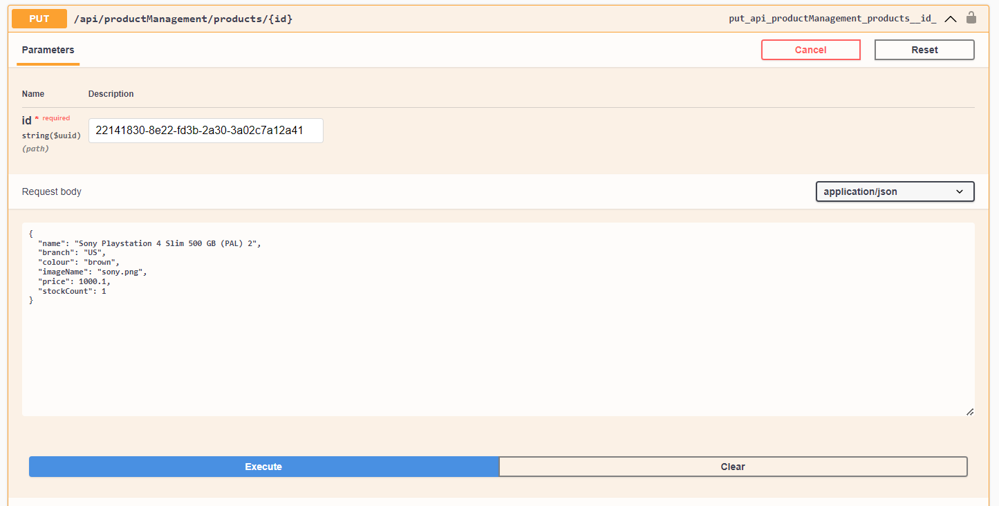 PUT /api/productManagement/products/{id} put_api_productManagement_products__id_
Parameters Cancel Reset
Name Description
id * required
string($uuid) 22141830-8e22-fd3b-2a30-3a02c7a12a41
(path)
Request body application/json
{
  "name": "Sony Playstation 4 Slim 500 GB (PAL) 2",
  "branch": "US",
  "colour": "brown",
  "imageName": "sony.png",
  "price": 1000.1,
  "stockCount": 1
}
Execute Clear